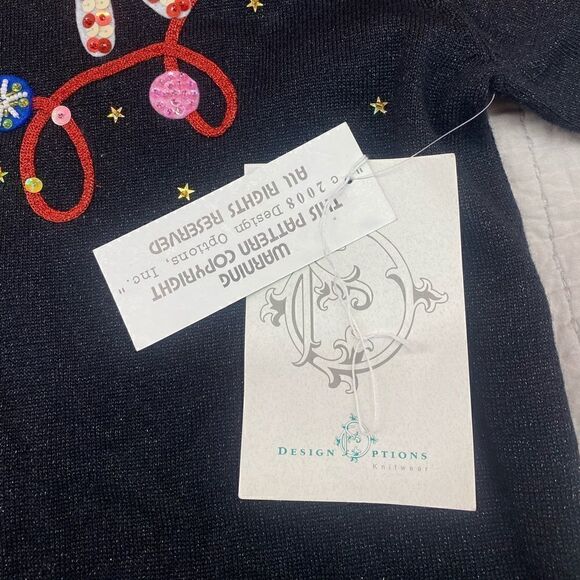 WARNING
THIS PATTERN COPYRIGHT
"c 2008 Design Options, Inc."
ALL RIGHTS RESERVED
DESIGN OPTIONS
Knitwear